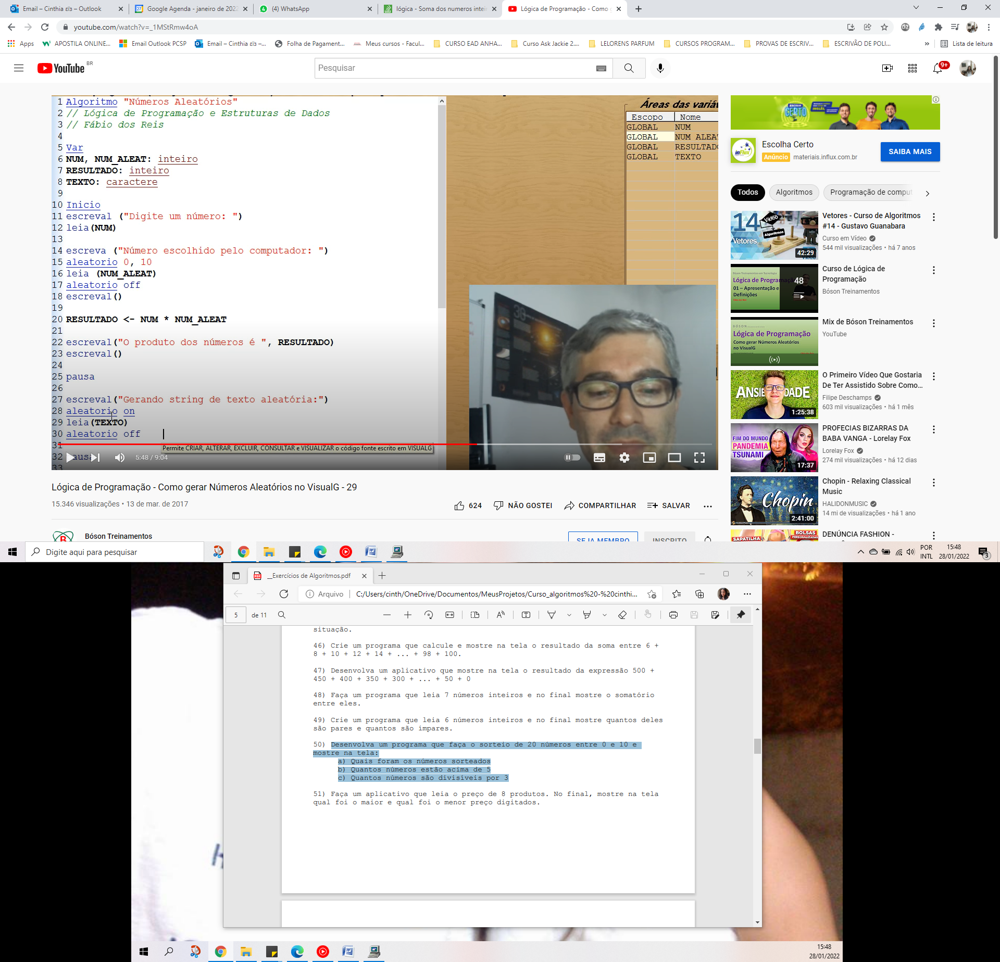 Email – Cinthia εïз – Outlook
Google Agenda - janeiro de 2022
(4) WhatsApp
lógica - Soma dos numeros intei
Lógica de Programação - Como g
youtube.com/watch?v=_1MStRmw4oA
Apps
APOSTILA ONLINE...
Email Outlook PCSP
Email – Cinthia εïз –...
Folha de Pagament...
Meus cursos - Facul...
CURSO EAD ANHA...
Curso Ask Jackie 2....
LELORENS PARFUM
CURSOS PROGRAM...
PROVAS DE ESCRIV...
ESCRIVÃO DE POLI...
»
Lista de leitura
YouTube BR
Pesquisar
9+
1 Algoritmo "Números Aleatórios"
2 // Lógica de Programação e Estruturas de Dados
3 // Fábio dos Reis
4
5 Var
6 NUM, NUM_ALEAT: inteiro
7 RESULTADO: inteiro
8 TEXTO: caractere
9
10 Inicio
11 escreval ("Digite um número: ")
12 leia(NUM)
13
14 escreva ("Número escolhido pelo computador: ")
15 aleatorio 0, 10
16 leia (NUM_ALEAT)
17 aleatorio off
18 escreval()
19
20 RESULTADO <- NUM * NUM_ALEAT
21
22 escreval("O produto dos números é ", RESULTADO)
23 escreval()
24
25 pausa
26
27 escreval("Gerando string de texto aleatória:")
28 aleatorio on
29 leia(TEXTO)
30 aleatorio off
31
Permite CRIAR, ALTERAR, EXCLUIR, CONSULTAR e VISUALIZAR o código fonte escrito em VISUALG
32 pausa
5:48 / 9:04
33
Áreas das variáv
Escopo Nome
GLOBAL NUM
GLOBAL NUM_ALEA
GLOBAL RESULTADO
GLOBAL TEXTO
Lógica de Programação - Como gerar Números Aleatórios no VisualG - 29
15.346 visualizações • 13 de mar. de 2017
624
NÃO GOSTEI
COMPARTILHAR
SALVAR
Bóson Treinamentos
SEJA MEMBRO
INSCRITO
ESCOLHA
CERTO
inFlux
Escolha Certo
Anúncio materiais.influx.com.br
SAIBA MAIS
Todos
Algoritmos
Programação de comput
14
Vídeo
Algoritmos
Vetores
42:29
Vetores - Curso de Algoritmos
#14 - Gustavo Guanabara
Curso em Vídeo
544 mil visualizações • há 7 anos
Bóson Treinamentos em Tecnologia
Lógica de Programação
01 – Apresentação e
Definições
48
Curso de Lógica de
Programação
Bóson Treinamentos
BÓSON
Lógica de Programação
Como gerar Números Aleatórios
no VisualG
Mix de Bóson Treinamentos
YouTube
ANSIEDADE
1:25:38
O Primeiro Vídeo Que Gostaria
De Ter Assistido Sobre Como...
Filipe Deschamps
603 mil visualizações • há 1 mês
FIM DO MUNDO
PANDEMIA
TSUNAMI
17:37
PROFECIAS BIZARRAS DA
BABA VANGA - Lorelay Fox
Lorelay Fox
274 mil visualizações • há 12 dias
Chopin
2:41:00
Chopin - Relaxing Classical
Music
HALIDONMUSIC
14 mi de visualizações • há 1 ano
SAPATILHA
BOLSAS
PERSONALIZADAS
DENÚNCIA FASHION -
Digite aqui para pesquisar
POR
INTL
15:48
28/01/2022
3
__Exercícios de Algoritmos.pdf
Arquivo
C:/Users/cinth/OneDrive/Documentos/MeusProjetos/Curso_algoritmos%20-%20cinthi...
5 de 11
situação.
46) Crie um programa que calcule e mostre na tela o resultado da soma entre 6 +
8 + 10 + 12 + 14 + ... + 98 + 100.
47) Desenvolva um aplicativo que mostre na tela o resultado da expressão 500 +
450 + 400 + 350 + 300 + ... + 50 + 0
48) Faça um programa que leia 7 números inteiros e no final mostre o somatório
entre eles.
49) Crie um programa que leia 6 números inteiros e no final mostre quantos deles
são pares e quantos são ímpares.
50) Desenvolva um programa que faça o sorteio de 20 números entre 0 e 10 e
mostre na tela:
a) Quais foram os números sorteados
b) Quantos números estão acima de 5
c) Quantos números são divisíveis por 3
51) Faça um aplicativo que leia o preço de 8 produtos. No final, mostre na tela
qual foi o maior e qual foi o menor preço digitados.
15:48
28/01/2022